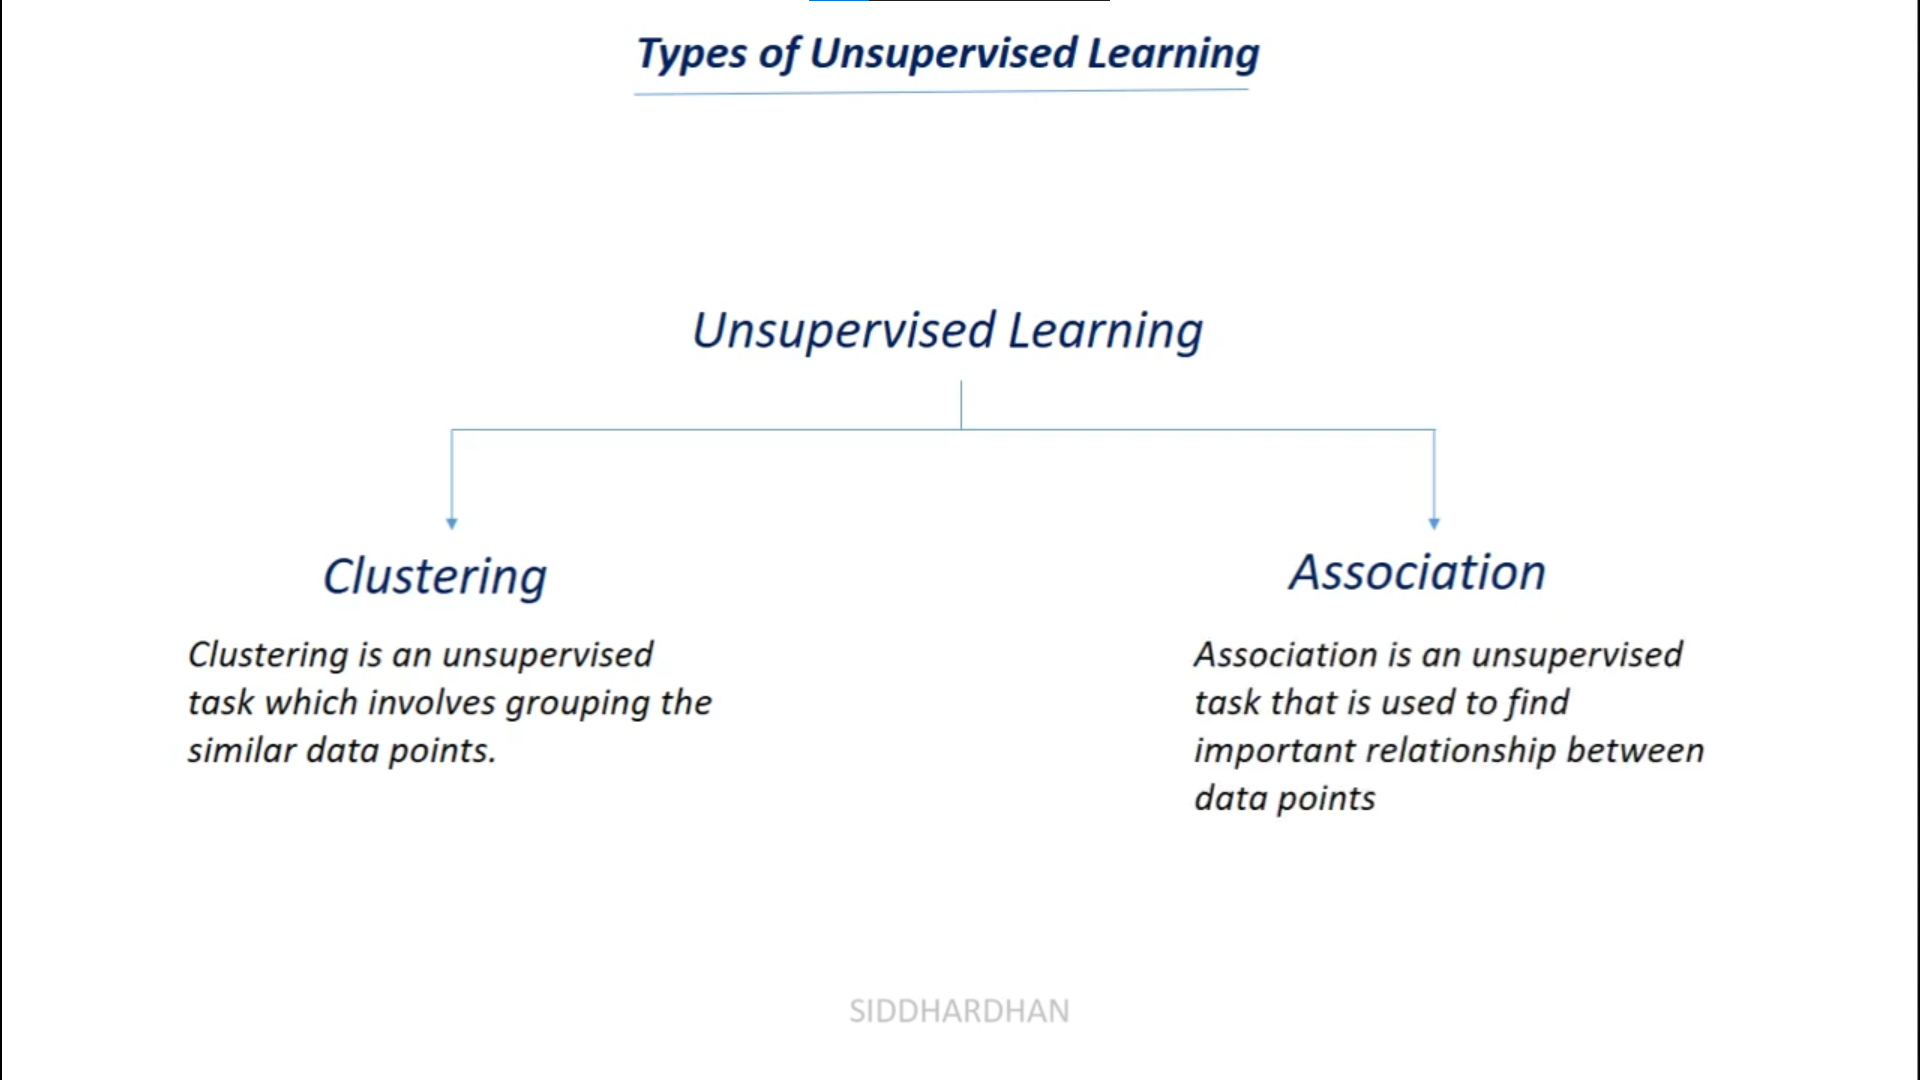 Types of Unsupervised Learning
Unsupervised Learning
Clustering
Clustering is an unsupervised
task which involves grouping the
similar data points.
Association
Association is an unsupervised
task that is used to find
important relationship between
data points
SIDDHARDHAN